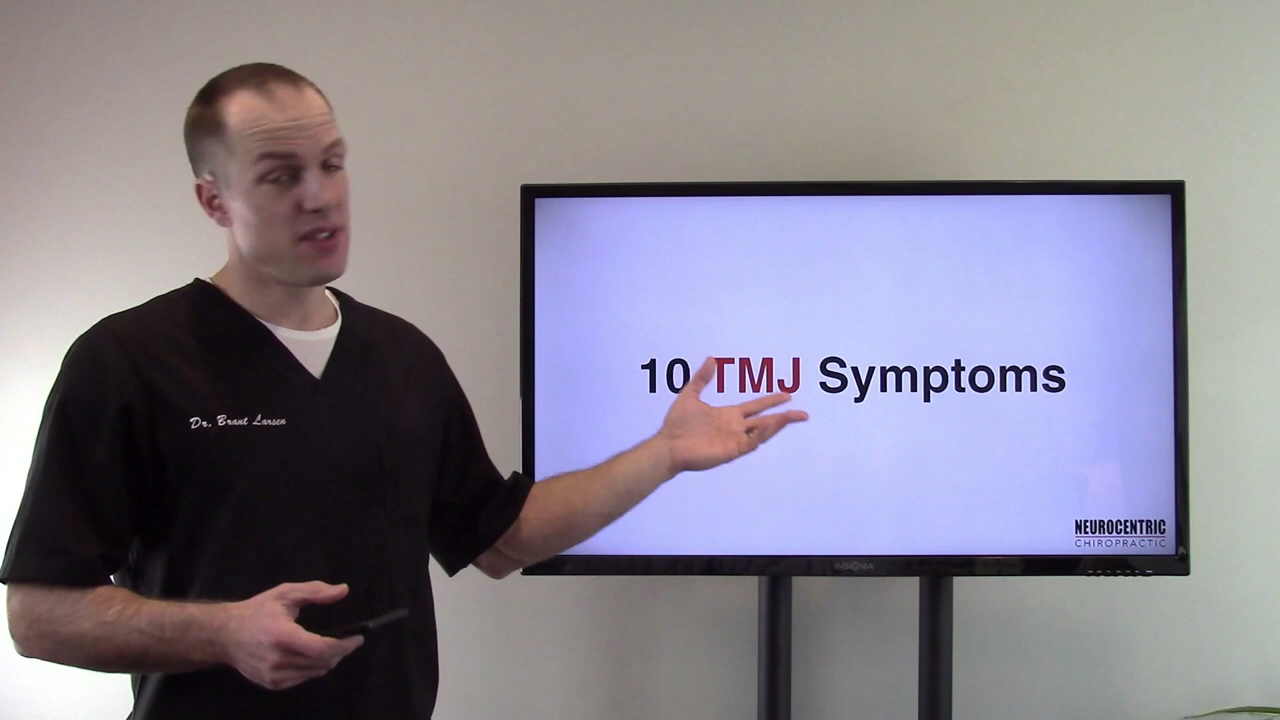 Dr. Brant Larsen
10 TMJ Symptoms
NEUROCENTRIC
CHIROPRACTIC
INSIGNIA